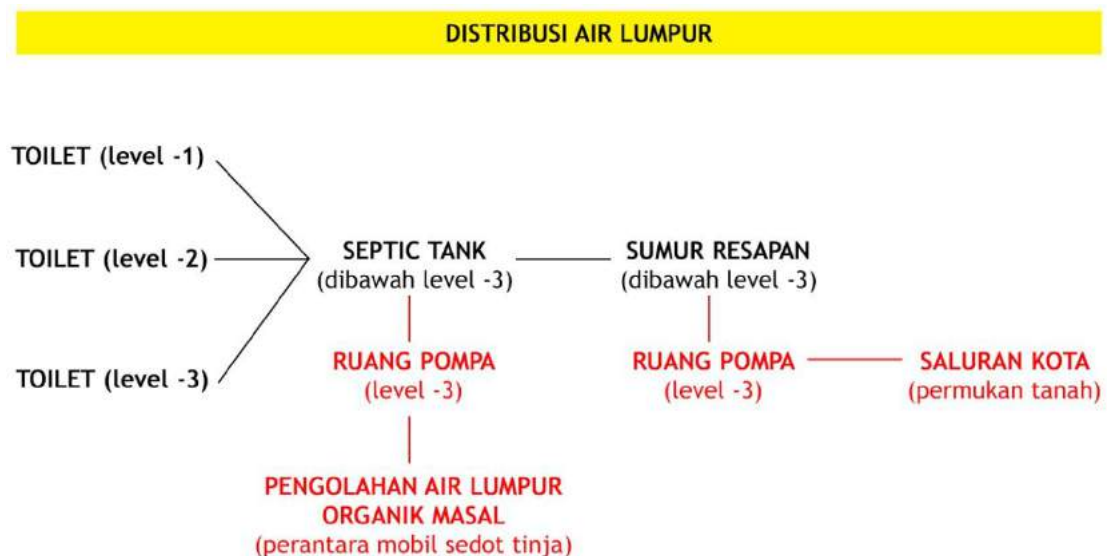 DISTRIBUSI AIR LUMPUR
TOILET (level -1)
TOILET (level -2)
TOILET (level -3)
SEPTIC TANK
(dibawah level -3)
SUMUR RESAPAN
(dibawah level -3)
RUANG POMPA
(level -3)
RUANG POMPA
(level -3)
SALURAN KOTA
(permukan tanah)
PENGOLAHAN AIR LUMPUR
ORGANIK MASAL
(perantara mobil sedot tinja)